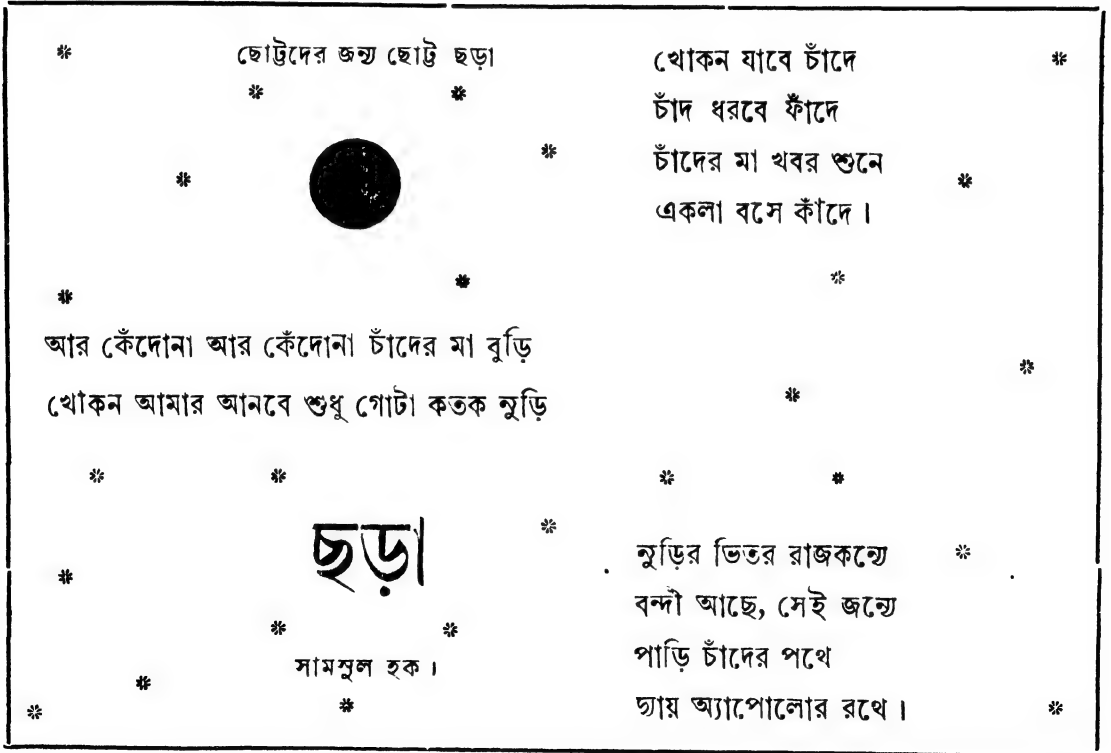 ছোট্টদের জন্য ছোট্ট ছড়া
খোকন যাবে চাঁদে
চাঁদ ধরবে ফাঁদে
চাঁদের মা খবর শুনে
একলা বসে কাঁদে।
আর কেঁদোনা আর কেঁদোনা চাঁদের মা বুড়ি
খোকন আমার আনবে শুধু গোটা কতক নুড়ি
ছড়া
সামসুল হক।
নুড়ির ভিতর রাজকন্যে
বন্দী আছে, সেই জন্যে
পাড়ি চাঁদের পথে
দ্যায় অ্যাপোলোর রথে।